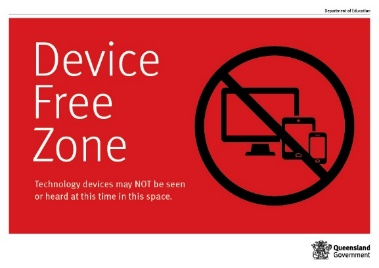 Department of Education
Device
Free
Zone
Technology devices may NOT be seen
or heard at this time in this space.
Queensland
Government